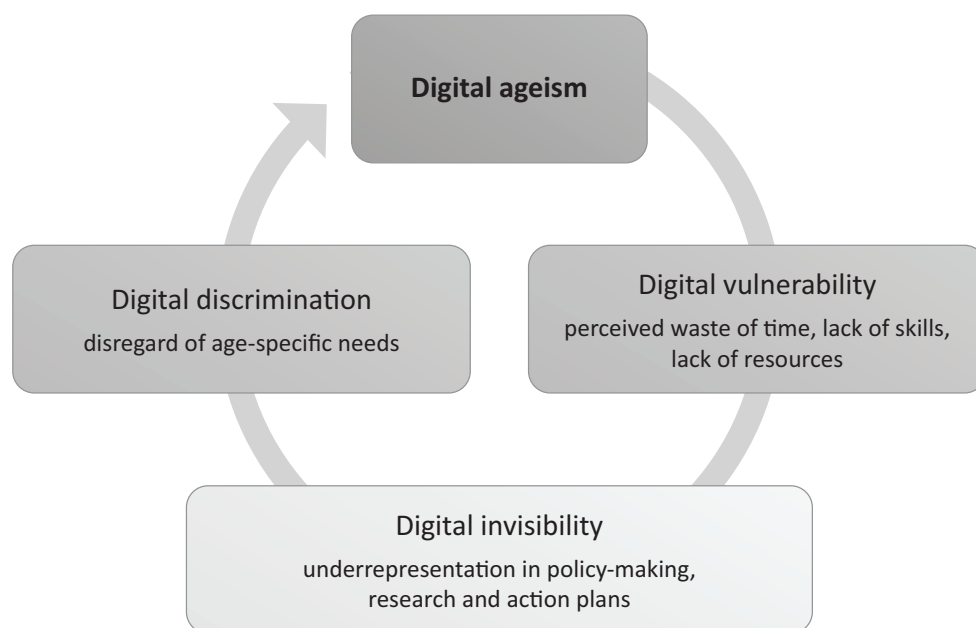 Digital ageism
Digital discrimination
disregard of age-specific needs
Digital vulnerability
perceived waste of time, lack of skills,
lack of resources
Digital invisibility
underrepresentation in policy-making,
research and action plans